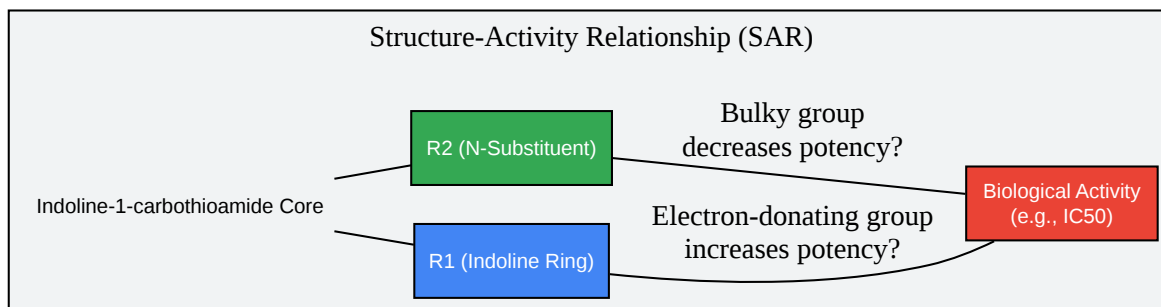 Structure-Activity Relationship (SAR)
Bulky group
decreases potency?
R2 (N-Substituent)
Indoline-1-carbothioamide Core
Biological Activity
(e.g., IC50)
Electron-donating group
increases potency?
R1 (Indoline Ring)